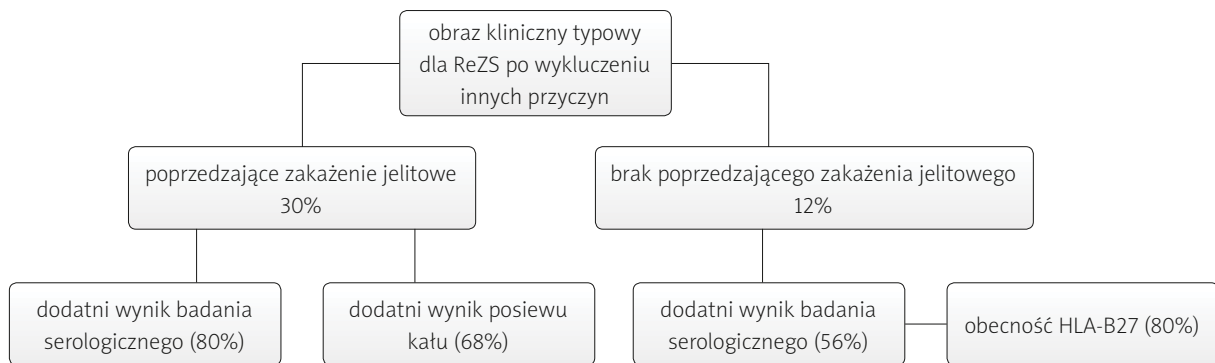 obraz kliniczny typowy
dla ReZS po wykluczeniu
innych przyczyn
poprzedzające zakażenie jelitowe
30%
brak poprzedzającego zakażenia jelitowego
12%
dodatni wynik badania
serologicznego (80%)
dodatni wynik posiewu
kału (68%)
dodatni wynik badania
serologicznego (56%)
obecność HLA-B27 (80%)